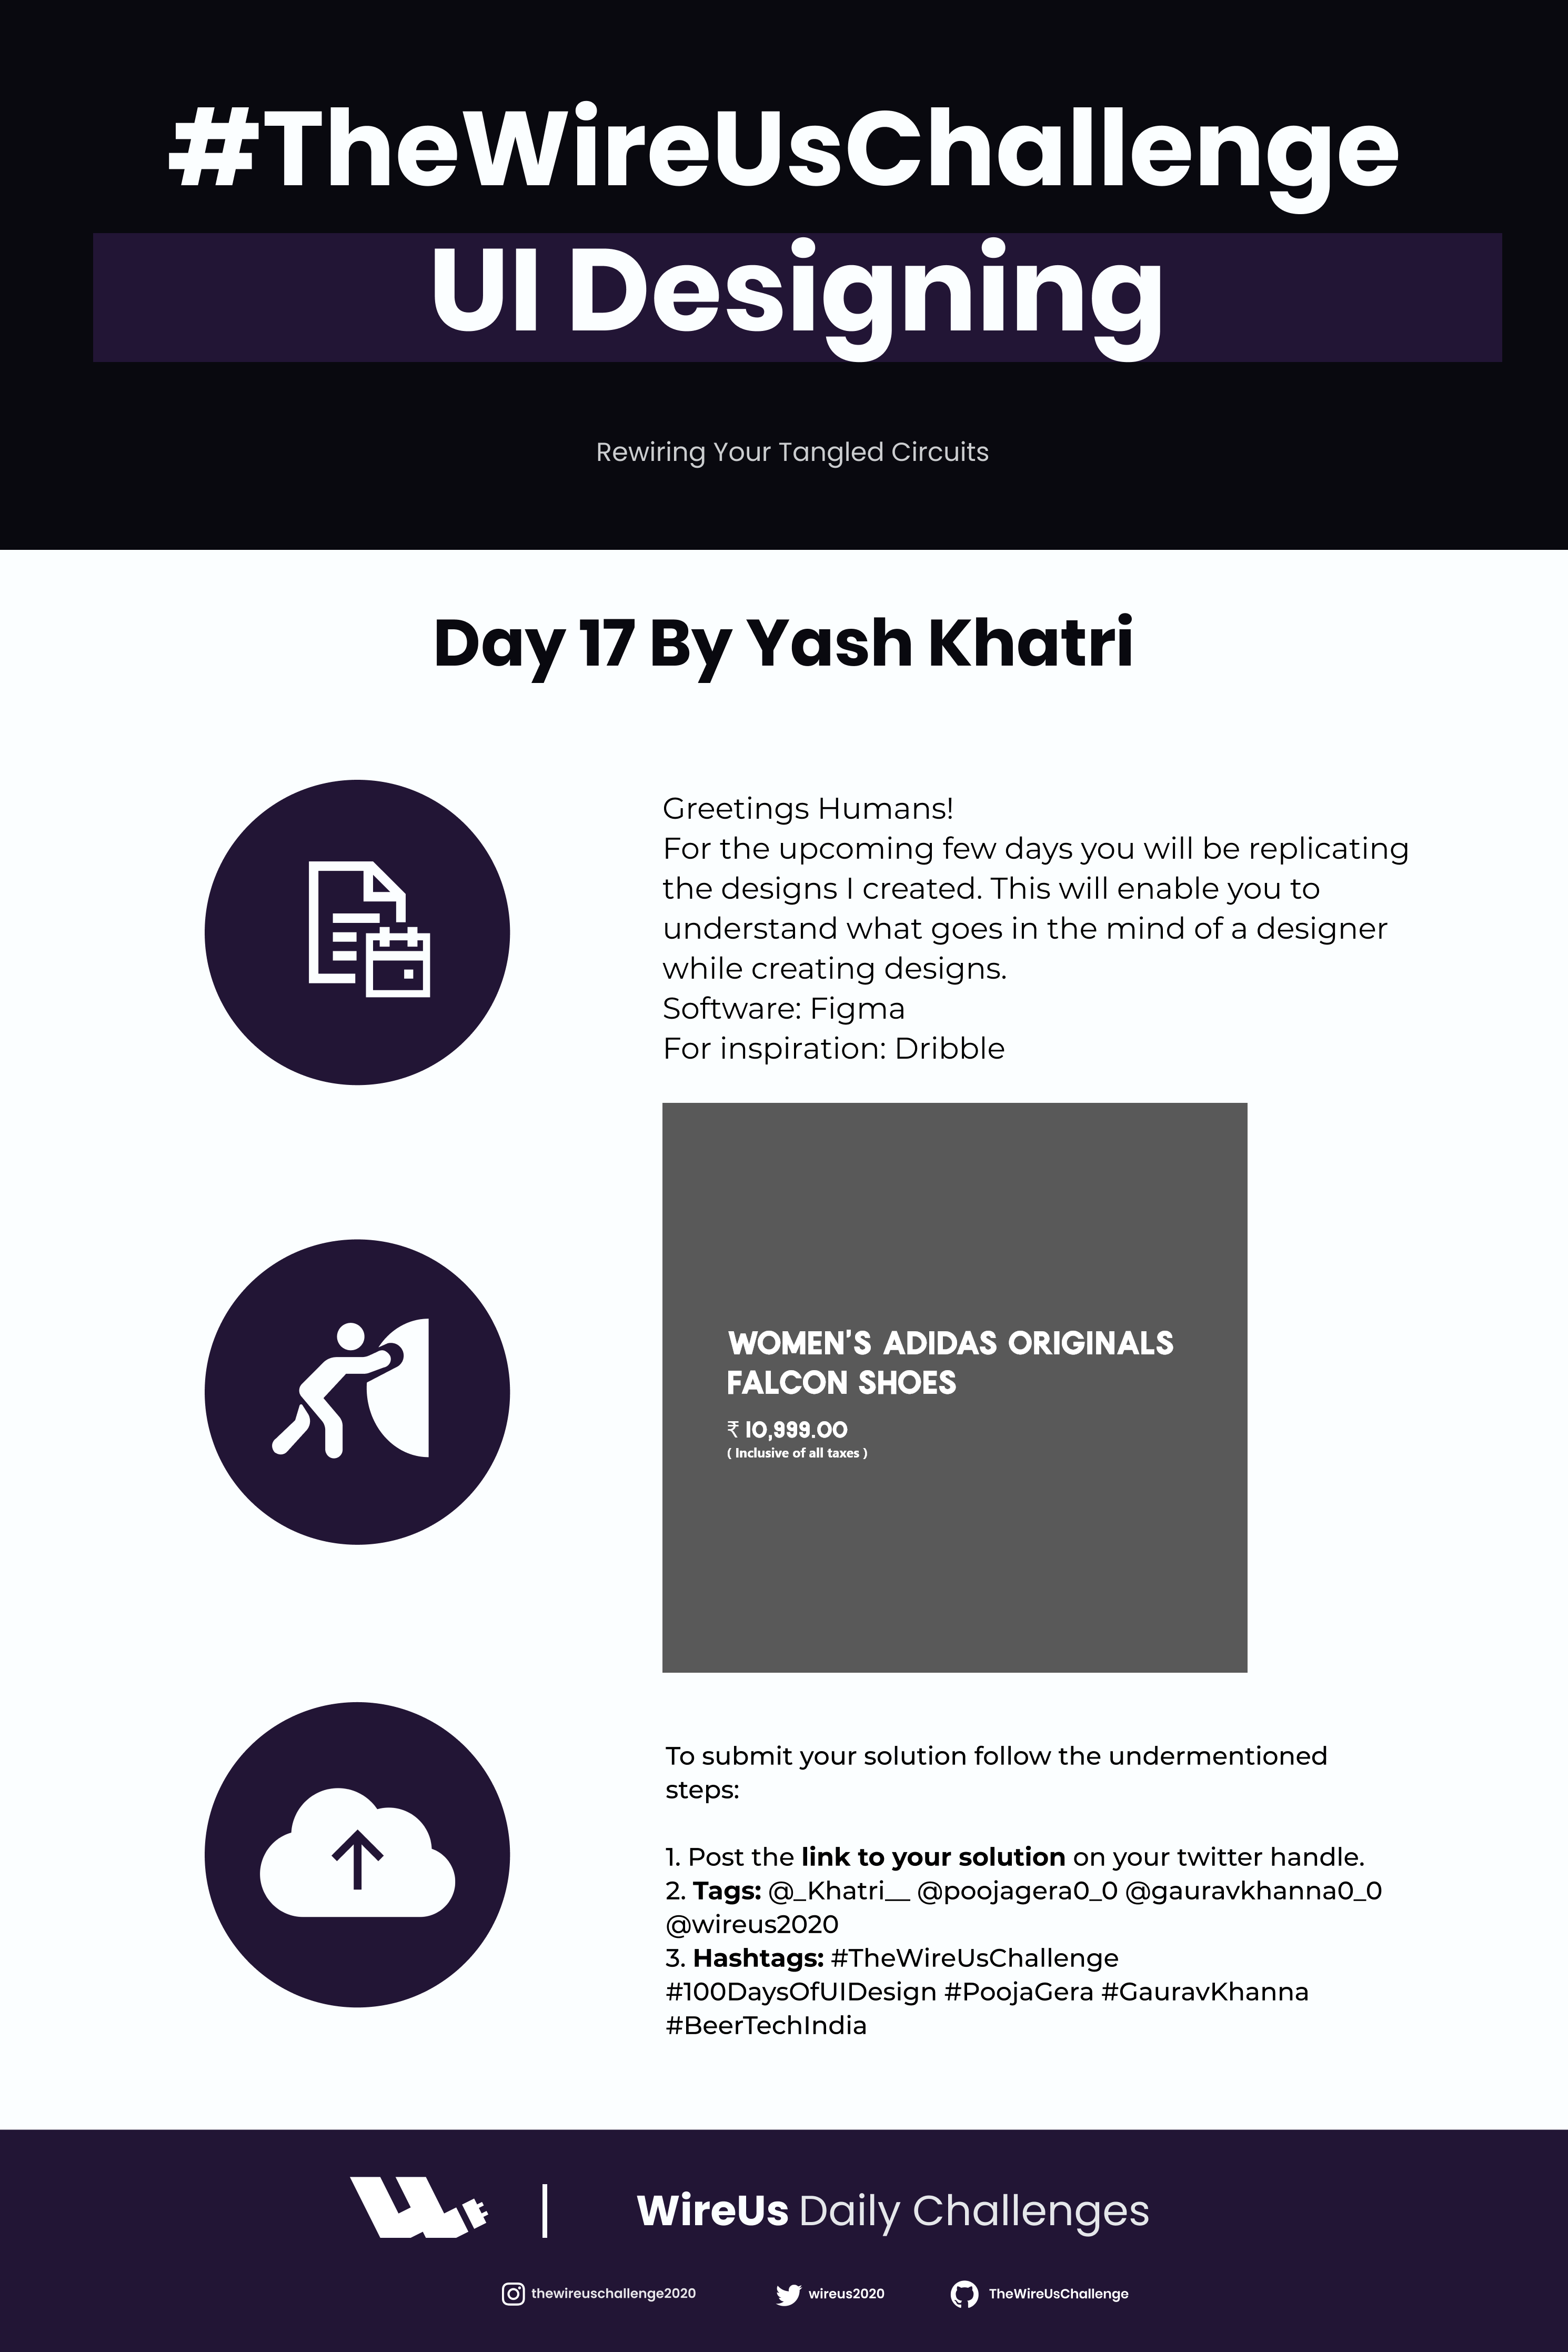 #TheWireUsChallenge
UI Designing
Rewiring Your Tangled Circuits
Day 17 By Yash Khatri
Greetings Humans!
For the upcoming few days you will be replicating
the designs I created. This will enable you to
understand what goes in the mind of a designer
while creating designs.
Software: Figma
For inspiration: Dribble
WOMEN'S ADIDAS ORIGINALS
FALCON SHOES
₹ 10,999.00
( Inclusive of all taxes )
To submit your solution follow the undermentioned
steps:
1. Post the link to your solution on your twitter handle.
2. Tags: @_Khatri__ @poojagera0_0 @gauravkhanna0_0
@wireus2020
3. Hashtags: #TheWireUsChallenge
#100DaysOfUIDesign #PoojaGera #GauravKhanna
#BeerTechIndia
WireUs Daily Challenges
thewireuschallenge2020 wireus2020 TheWireUsChallenge